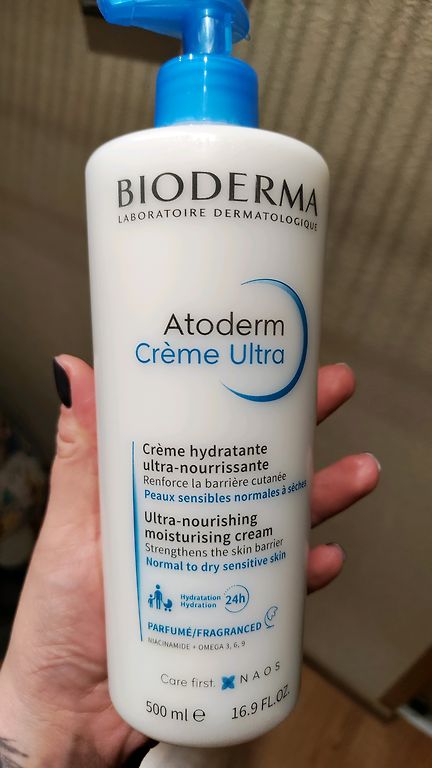 BIODERMA
LABORATOIRE DERMATOLOGIQUE
Atoderm
Crème Ultra
Crème hydratante
ultra-nourrissante
Renforce la barrière cutanée
Peaux sensibles normales à sèches
Ultra-nourishing
moisturising cream
Strengthens the skin barrier
Normal to dry sensitive skin
Hydratation
Hydration
24h
PARFUMÉ/FRAGRANCED
NIACINAMIDE + OMEGA 3, 6, 9
Care first. NAOS
500 ml ℮ 16.9 FL.OZ.